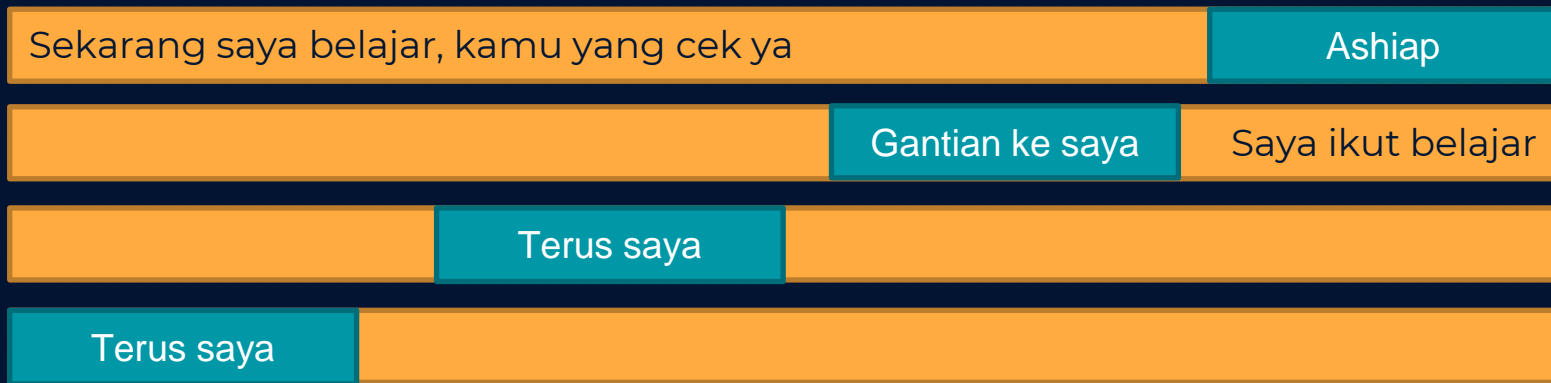 Sekarang saya belajar, kamu yang cek ya Ashiap
Gantian ke saya Saya ikut belajar
Terus saya
Terus saya